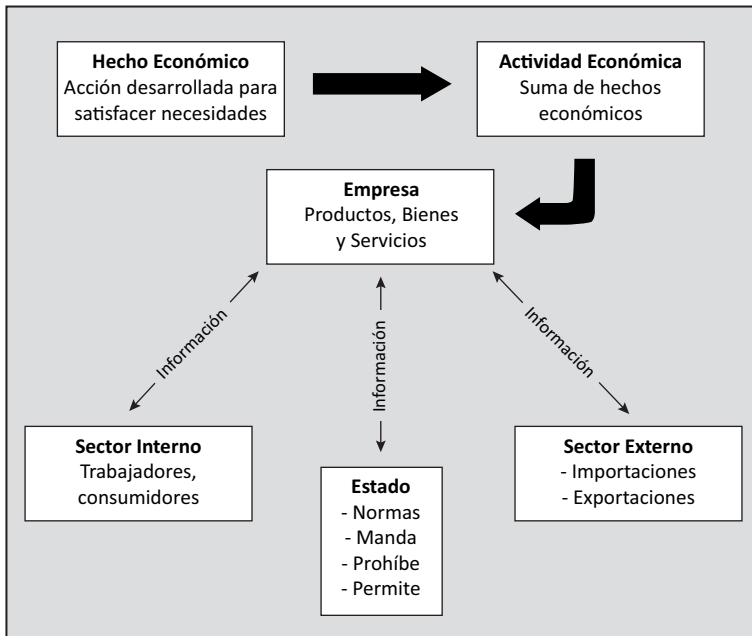 Hecho Económico
Acción desarrollada para
satisfacer necesidades
Actividad Económica
Suma de hechos
económicos
Empresa
Productos, Bienes
y Servicios
Información
Información
Información
Sector Interno
Trabajadores,
consumidores
Estado
- Normas
- Manda
- Prohíbe
- Permite
Sector Externo
- Importaciones
- Exportaciones